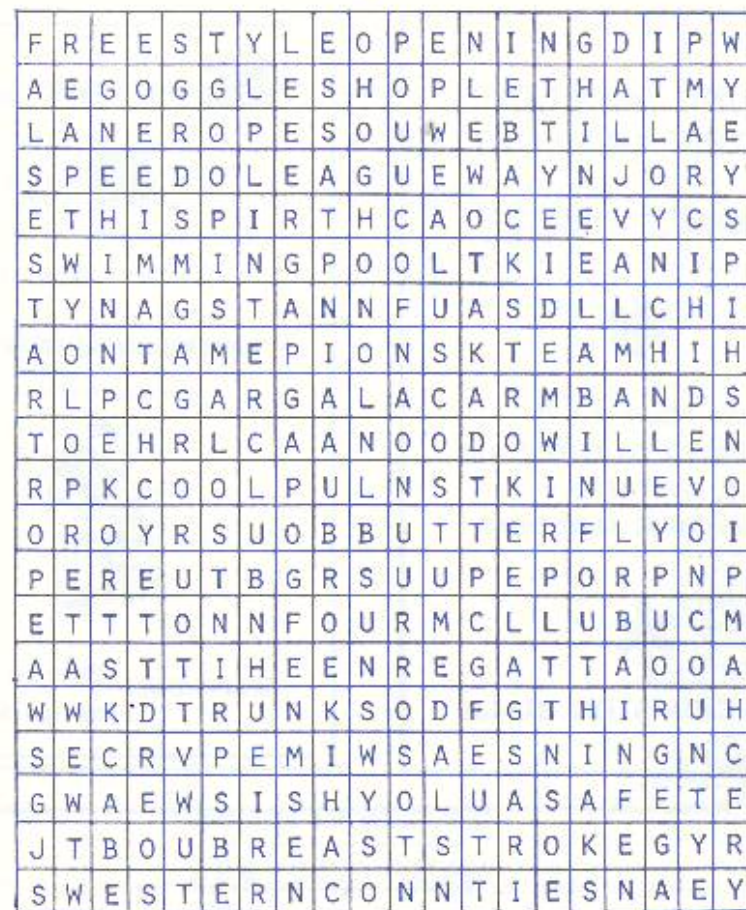 F R E E S T Y L E O P E N I N G D I P W
A E G O G G L E S H O P L E T H A T M Y
L A N E R O P E S O U W E B T I L L A E
S P E E D O L E A G U E W A Y N J O R Y
E T H I S P I R T H C A O C E E V Y C S
S W I M M I N G P O O L T K I E A N I P
T Y N A G S T A N N F U A S D L L C H I
A O N T A M E P I O N S K T E A M H I H
R L P C G A R G A L A C A R M B A N D S
T O E H R L C A A N O O D O W I L L E N
R P K C O O L P U L N S T K I N U E V O
O R O Y R S U O B B U T T E R F L Y O I
P E R E U T B G R S U U P E P O R P N P
E T T T O N N F O U R M C L L U B U C M
A A S T T I H E E N R E G A T T A O O A
W W K D T R U N K S O D F G T H I R U H
S E C R V P E M I W S A E S N I N G N C
G W A E W S I S H Y O L U A S A F E T E
J T B O U B R E A S T S T R O K E G Y R
S W E S T E R N C O N N T I E S N A E Y